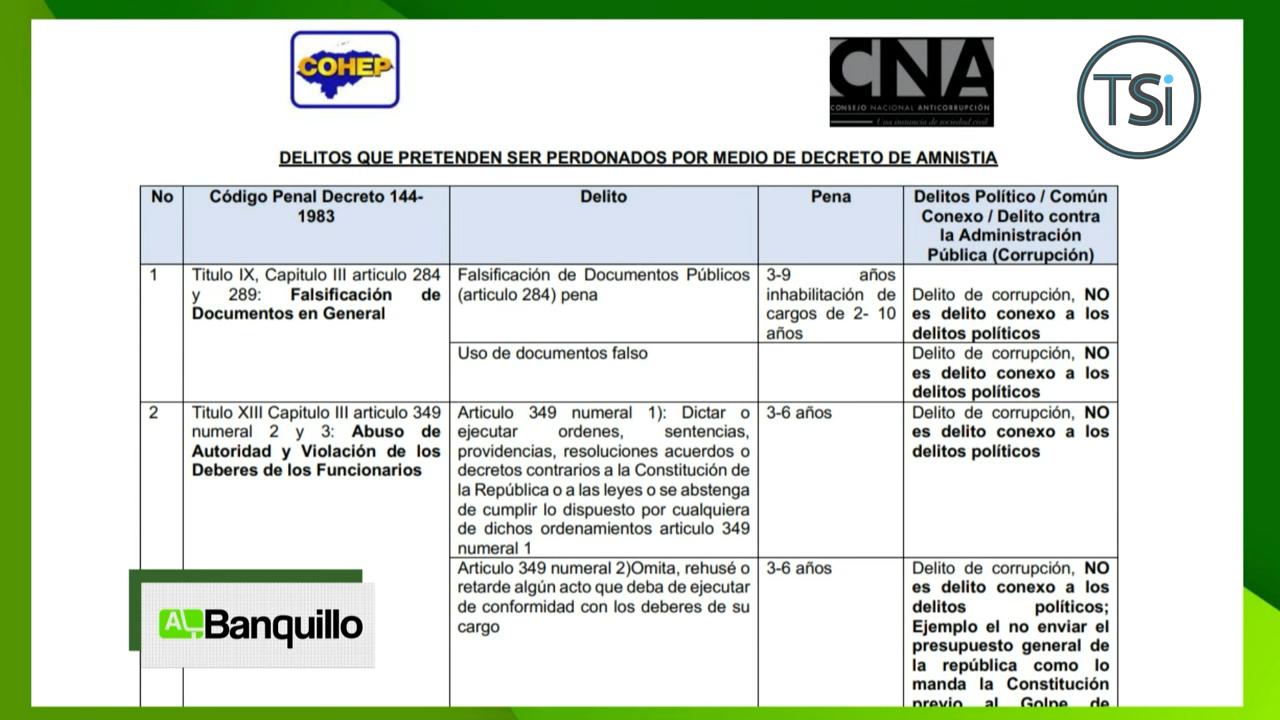 COHEP
CNA
CONSEJO NACIONAL ANTICORRUPCIÓN
Una instancia de sociedad civil
TSi
DELITOS QUE PRETENDEN SER PERDONADOS POR MEDIO DE DECRETO DE AMNISTIA
No
Código Penal Decreto 144-
1983
Delito
Pena
Delitos Político / Común
Conexo / Delito contra
la Administración
Pública (Corrupción)
1
Titulo IX, Capitulo III articulo 284
y 289: Falsificación de
Documentos en General
Falsificación de Documentos Públicos
(articulo 284) pena
3-9 años
inhabilitación de
cargos de 2- 10
años
Delito de corrupción, NO
es delito conexo a los
delitos políticos
Uso de documentos falso
Delito de corrupción, NO
es delito conexo a los
delitos políticos
2
Titulo XIII Capitulo III articulo 349
numeral 2 y 3: Abuso de
Autoridad y Violación de los
Deberes de los Funcionarios
Articulo 349 numeral 1): Dictar o
ejecutar ordenes, sentencias,
providencias, resoluciones acuerdos o
decretos contrarios a la Constitución de
la República o a las leyes o se abstenga
de cumplir lo dispuesto por cualquiera
de dichos ordenamientos articulo 349
numeral 1
3-6 años
Delito de corrupción, NO
es delito conexo a los
delitos políticos
Articulo 349 numeral 2)Omita, rehusé o
retarde algún acto que deba de ejecutar
de conformidad con los deberes de su
cargo
3-6 años
Delito de corrupción, NO
es delito conexo a los
delitos políticos;
Ejemplo el no enviar el
presupuesto general de
la república como lo
manda la Constitución
previo al Golpe de
AL Banquillo